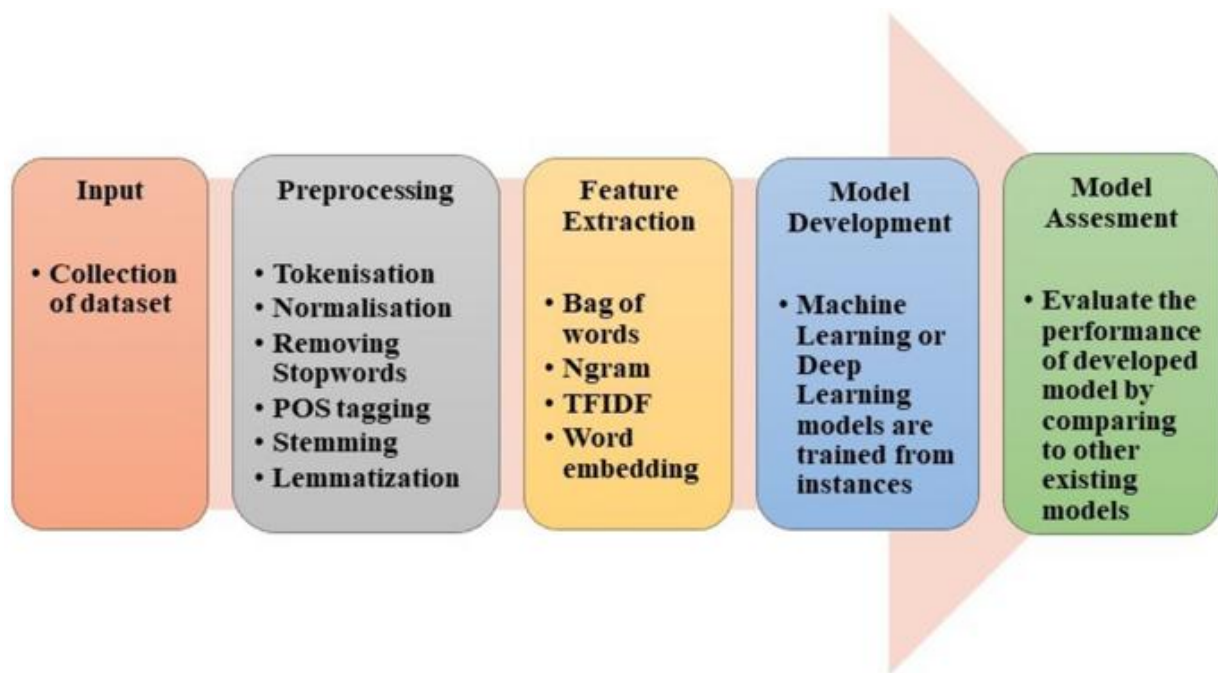 Input
• Collection
of dataset
Preprocessing
• Tokenisation
• Normalisation
• Removing
Stopwords
• POS tagging
• Stemming
• Lemmatization
Feature
Extraction
• Bag of
words
• Ngram
• TFIDF
• Word
embedding
Model
Development
• Machine
Learning or
Deep
Learning
models are
trained from
instances
Model
Assesment
• Evaluate the
performance
of developed
model by
comparing
to other
existing
models